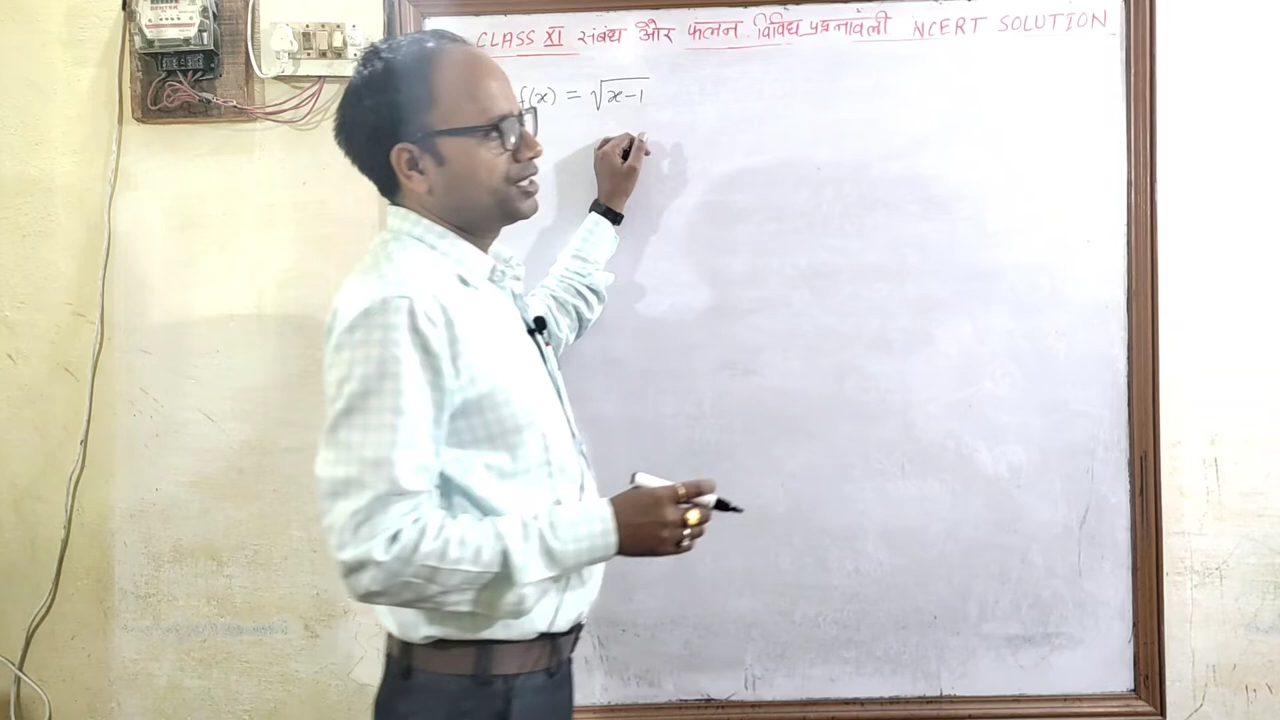 CLASS XI संबंध और फलन विविध प्रश्नावली NCERT SOLUTION
f(x) = √x-1